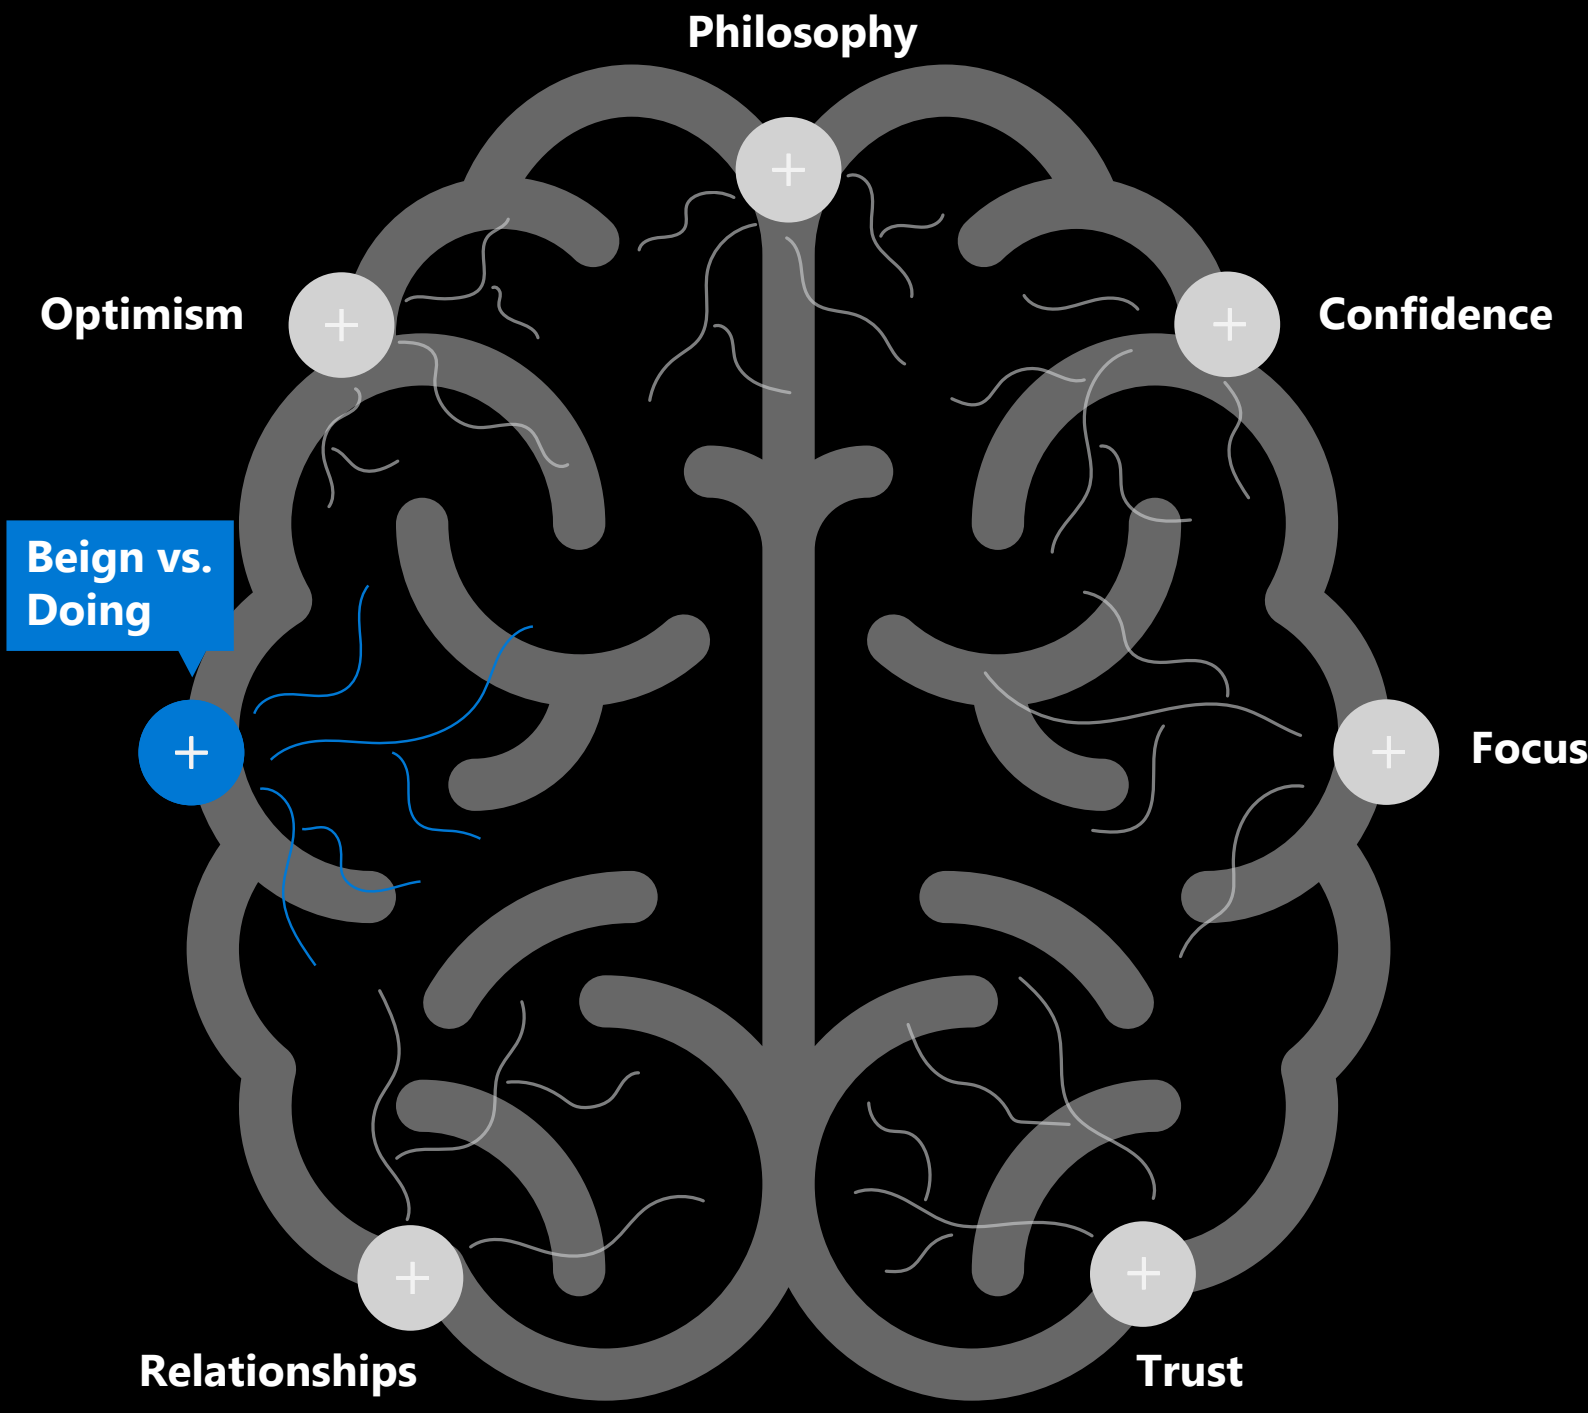 Philosophy
Optimism
Confidence
Beign vs.
Doing
Focus
Relationships
Trust